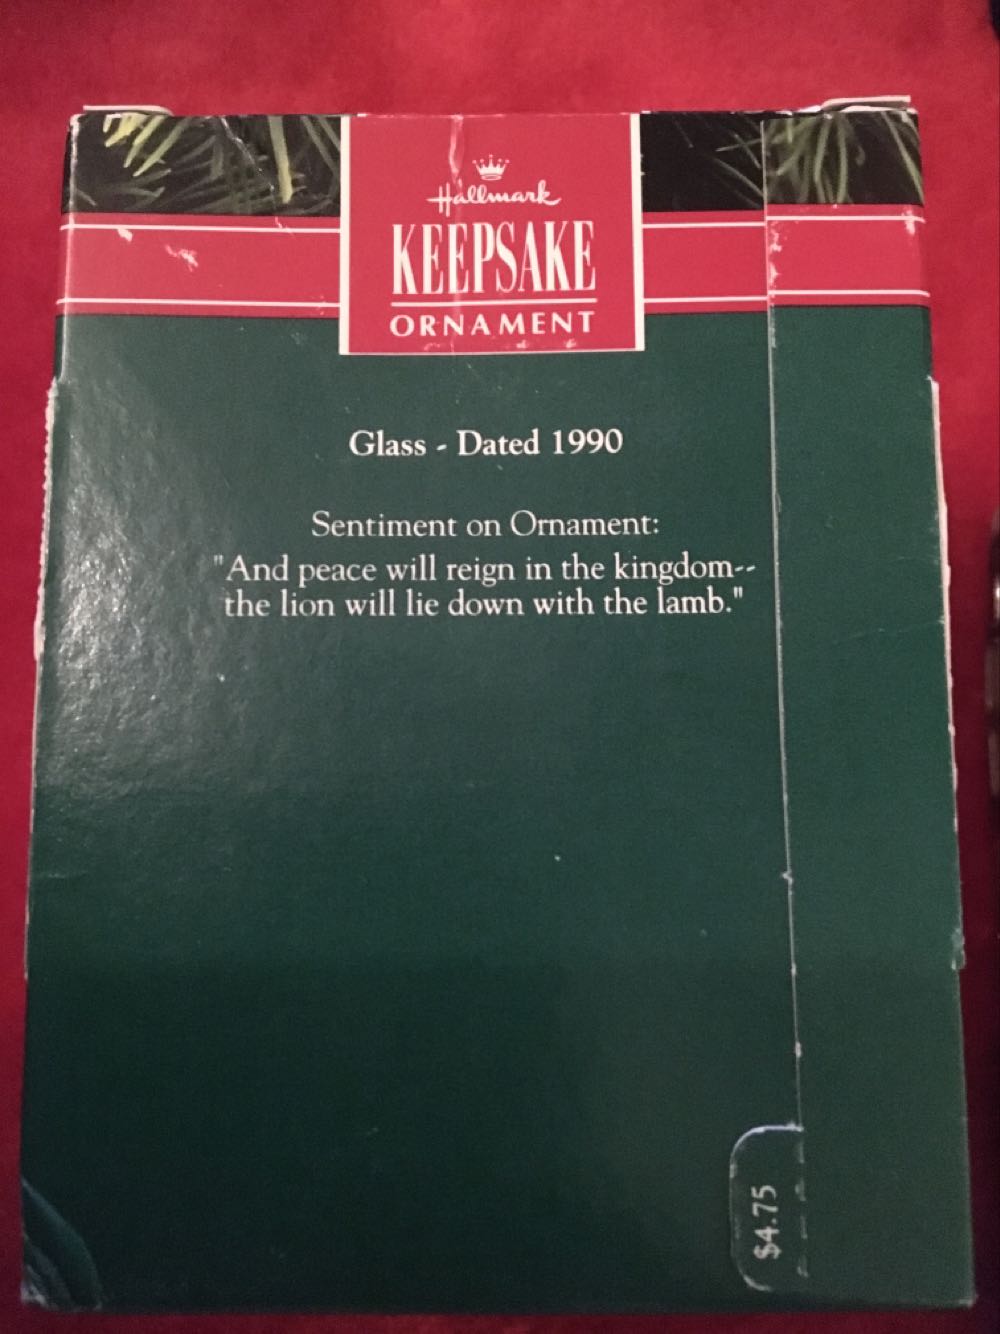 Hallmark
KEEPSAKE
ORNAMENT
Glass - Dated 1990
Sentiment on Ornament:
"And peace will reign in the kingdom--
the lion will lie down with the lamb."
$4.75